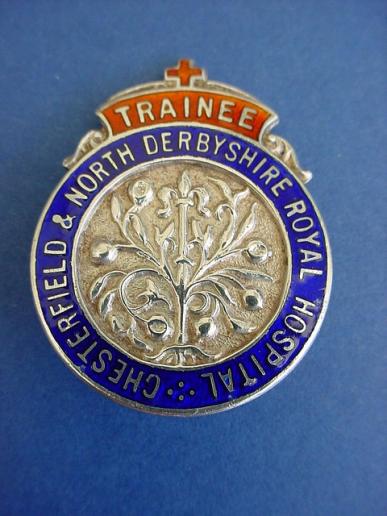 TRAINEE
CHESTERFIELD & NORTH DERBYSHIRE ROYAL HOSPITAL